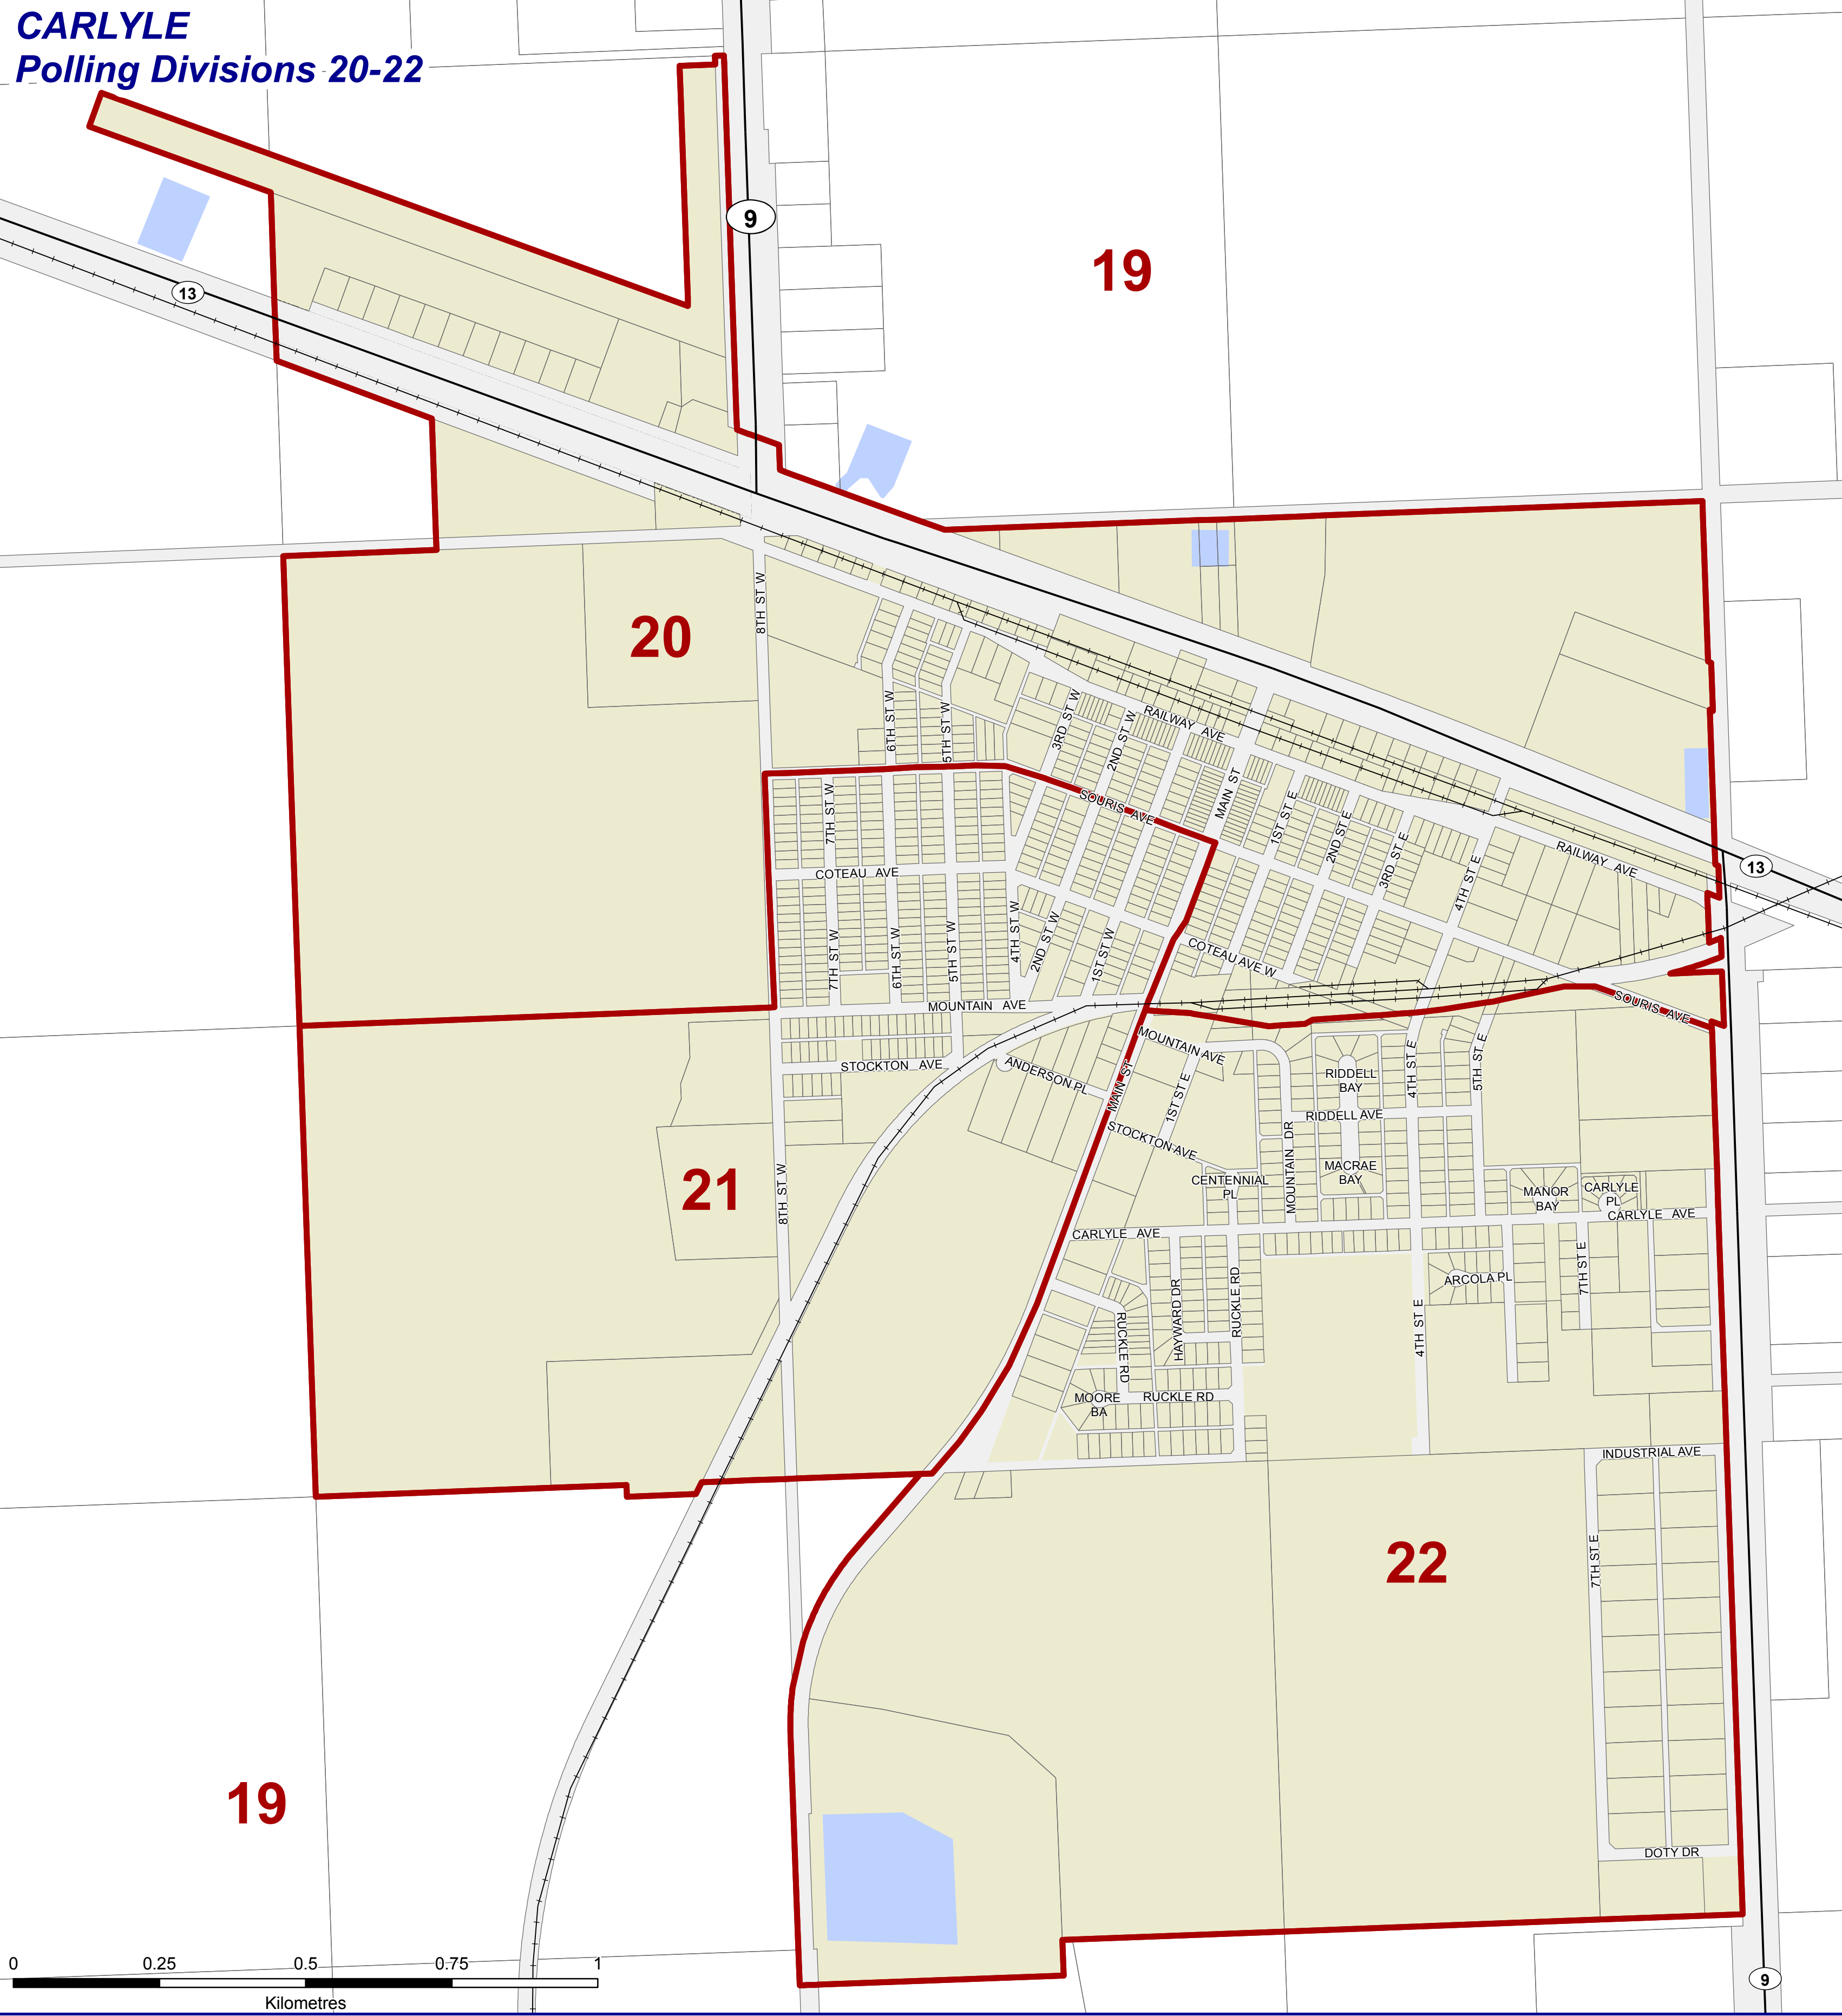 CARLYLE
Polling Divisions 20-22
9
19
13
20
8TH ST W
6TH ST W
5TH ST W
3RD ST W
2ND ST W
RAILWAY AVE
MAIN ST
SOURIS AVE
1ST ST E
2ND ST E
3RD ST E
4TH ST E
RAILWAY AVE
13
7TH ST W
COTEAU AVE
7TH ST W
6TH ST W
5TH ST W
4TH ST W
2ND ST W
1ST ST W
COTEAU AVE W
MOUNTAIN AVE
SOURIS AVE
STOCKTON AVE
ANDERSON PL
MAIN ST
MOUNTAIN AVE
1ST ST E
RIDDELL
BAY
4TH ST E
5TH ST E
RIDDELL AVE
STOCKTON AVE
MOUNTAIN DR
MACRAE
BAY
CENTENNIAL
PL
MANOR
BAY
CARLYLE
PL
CARLYLE AVE
21
8TH ST W
CARLYLE AVE
7TH ST E
ARCOLA PL
HAYWARD DR
RUCKLE RD
RUCKLE RD
4TH ST E
MOORE
BA
RUCKLE RD
INDUSTRIAL AVE
22
7TH ST E
19
DOTY DR
0 0.25 0.5 0.75 1
Kilometres
9